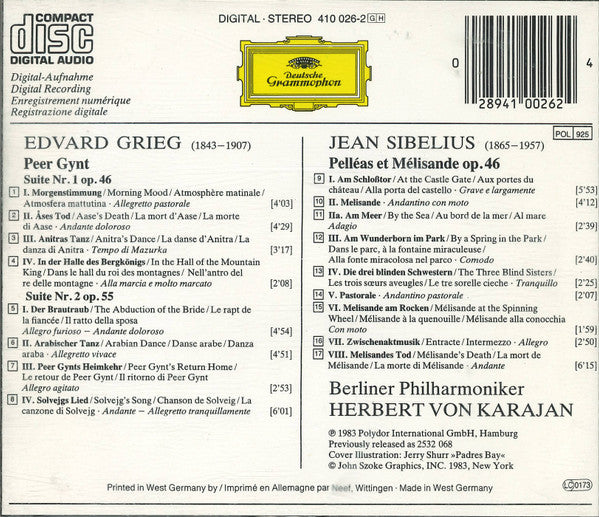 COMPACT
disc
DIGITAL AUDIO
Digital-Aufnahme
Digital Recording
Enregistrement numérique
Registrazione digitale
DIGITAL · STEREO 410 026-2 GH
Deutsche
Grammophon
0
28941 00262
4
POL 925
EDVARD GRIEG (1843-1907)
Peer Gynt
Suite Nr. 1 op. 46
1 I. Morgenstimmung/Morning Mood/Atmosphère matinale/
Atmosfera mattutina · Allegretto pastorale [4'03]
2 II. Åses Tod/Aase's Death/La mort d'Aase/La morte
di Aase · Andante doloroso [4'29]
3 III. Anitras Tanz/Anitra's Dance/La danse d'Anitra/La
danza di Anitra · Tempo di Mazurka [3'17]
4 IV. In der Halle des Bergkönigs/In the Hall of the Mountain
King/Dans le hall du roi des montagnes/Nell'antro del
re delle montagne · Alla marcia e molto marcato [2'08]
Suite Nr. 2 op. 55
5 I. Der Brautraub/The Abduction of the Bride/Le rapt de
la fiancée/Il ratto della sposa
Allegro furioso – Andante doloroso [4'54]
6 II. Arabischer Tanz/Arabian Dance/Danse arabe/Danza
araba · Allegretto vivace [4'51]
7 III. Peer Gynts Heimkehr/Peer Gynt's Return Home/
Le retour de Peer Gynt/Il ritorno di Peer Gynt
Allegro agitato [2'53]
8 IV. Solvejgs Lied/Solvejg's Song/Chanson de Solveig/La
canzone di Solvejg · Andante – Allegretto tranquillamente [6'01]
JEAN SIBELIUS (1865-1957)
Pelléas et Mélisande op. 46
9 I. Am Schloßtor/At the Castle Gate/Aux portes du
château/Alla porta del castello · Grave e largamente [5'53]
10 II. Melisande · Andantino con moto [4'12]
11 IIa. Am Meer/By the Sea/Au bord de la mer/Al mare
Adagio [2'39]
12 III. Am Wunderborn im Park/By a Spring in the Park/
Dans le parc, à la fontaine miraculeuse/
Alla fonte miracolosa nel parco · Comodo [2'40]
13 IV. Die drei blinden Schwestern/The Three Blind Sisters/
Les trois sœurs aveugles/Le tre sorelle cieche · Tranquillo [2'25]
14 V. Pastorale · Andantino pastorale [2'07]
15 VI. Melisande am Rocken/Mélisande at the Spinning
Wheel/Mélisande à la quenouille/Mélisande alla conocchia
Con moto [1'59]
16 VII. Zwischenaktmusik/Entracte/Intermezzo · Allegro [2'50]
17 VIII. Melisandes Tod/Mélisande's Death/La mort de
Mélisande/La morte di Mélisande · Andante [6'15]
Berliner Philharmoniker
HERBERT VON KARAJAN
℗ 1983 Polydor International GmbH, Hamburg
Previously released as 2532 068
Cover Illustration: Jerry Shurr »Padres Bay«
© John Szoke Graphics, INC. 1983, New York
Printed in West Germany by/Imprimé en Allemagne par Neef, Wittingen · Made in West Germany
LC 0173